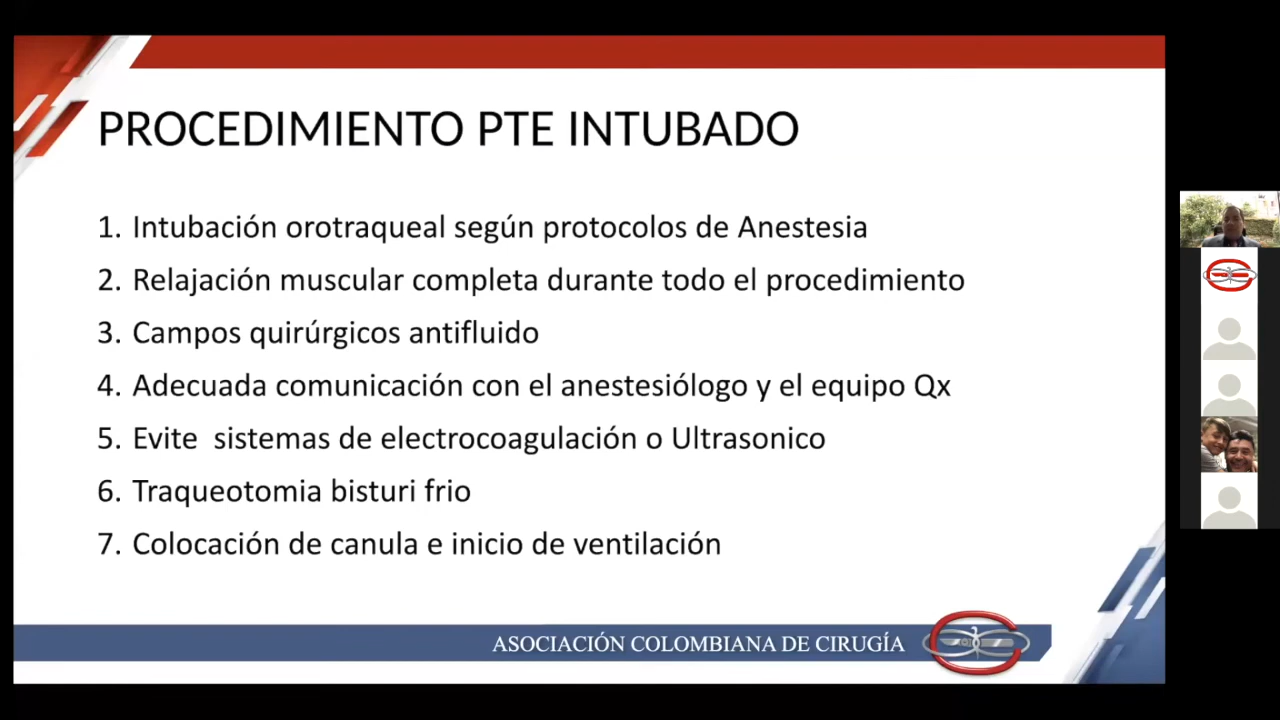 PROCEDIMIENTO PTE INTUBADO
1. Intubación orotraqueal según protocolos de Anestesia
2. Relajación muscular completa durante todo el procedimiento
3. Campos quirúrgicos antifluido
4. Adecuada comunicación con el anestesiólogo y el equipo Qx
5. Evite  sistemas de electrocoagulación o Ultrasonico
6. Traqueotomia bisturi frio
7. Colocación de canula e inicio de ventilación
ASOCIACIÓN COLOMBIANA DE CIRUGÍA